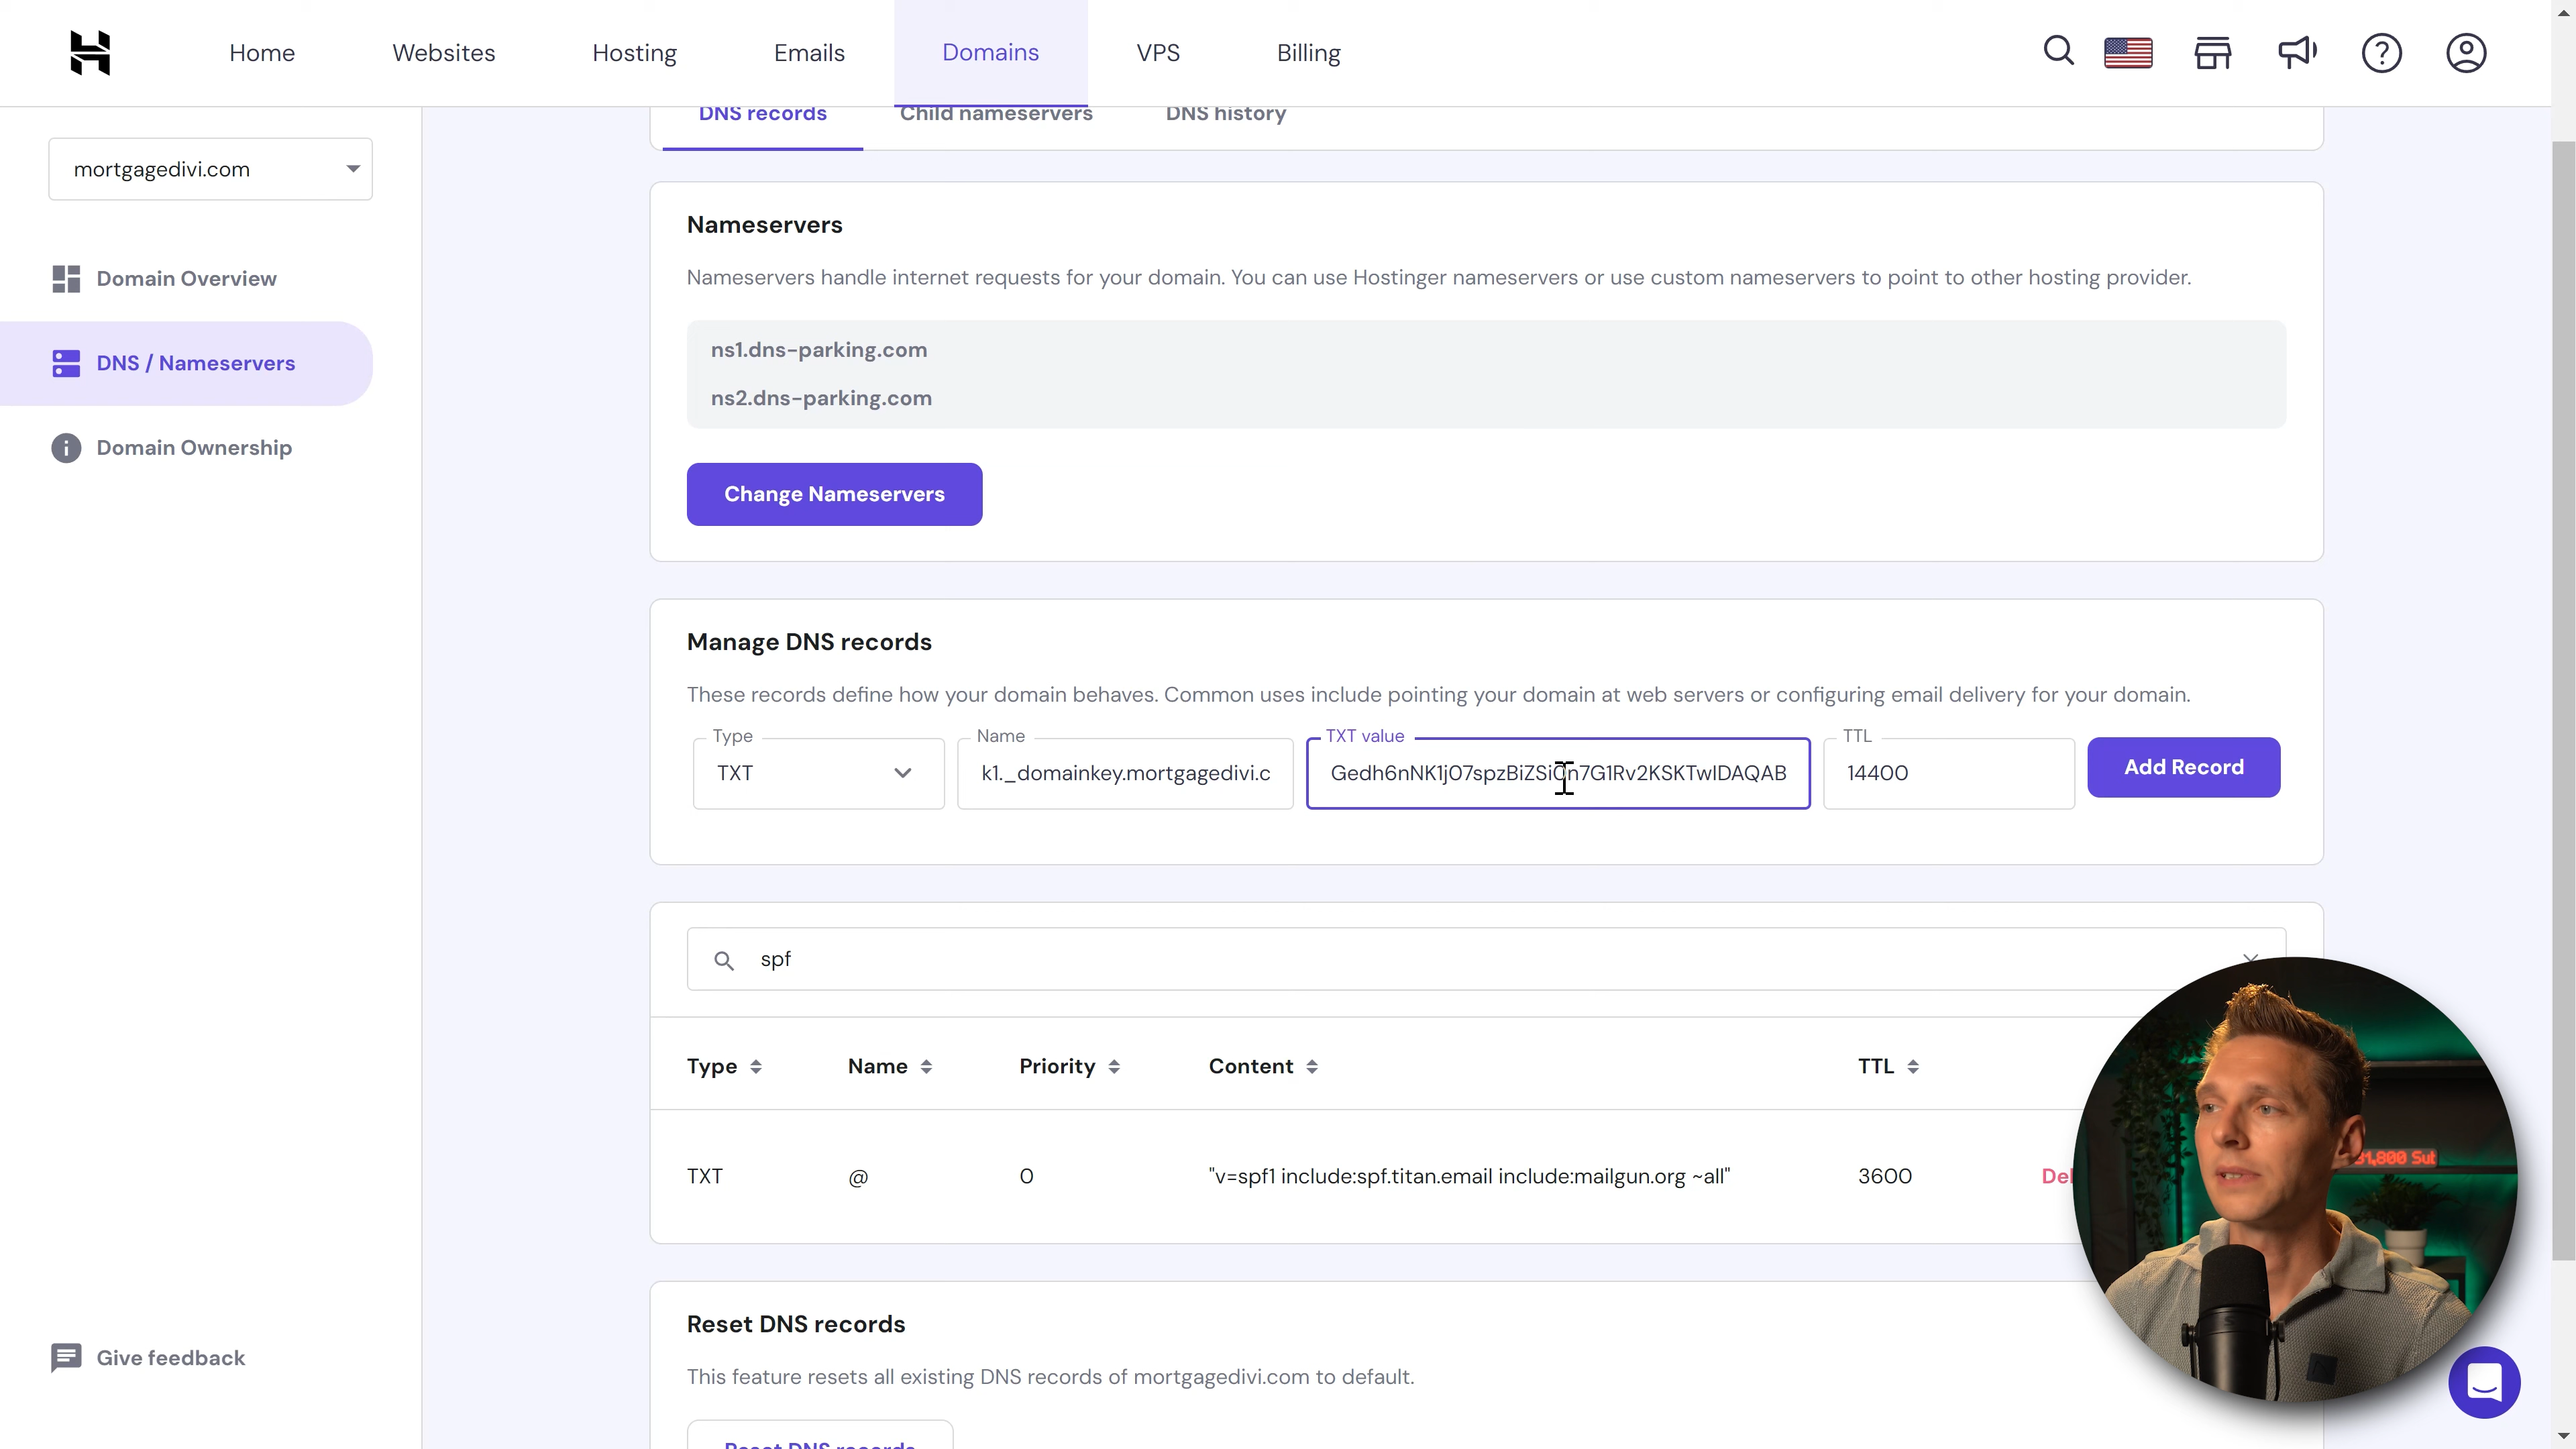 Home
Websites
Hosting
Emails
Domains
VPS
Billing
DNS records
Child nameservers
DNS history
mortgagedivi.com
Domain Overview
DNS / Nameservers
Domain Ownership
Give feedback
Nameservers
Nameservers handle internet requests for your domain. You can use Hostinger nameservers or use custom nameservers to point to other hosting provider.
ns1.dns-parking.com
ns2.dns-parking.com
Change Nameservers
Manage DNS records
These records define how your domain behaves. Common uses include pointing your domain at web servers or configuring email delivery for your domain.
Type
Name
TXT value
TTL
TXT
k1._domainkey.mortgagedivi.c
Gedh6nNK1j07spzBiZSi0n7G1Rv2KSKTwIDAQAB
14400
Add Record
spf
Type
Name
Priority
Content
TTL
TXT
@
0
"v=spf1 include:spf.titan.email include:mailgun.org ~all"
3600
Del
Reset DNS records
This feature resets all existing DNS records of mortgagedivi.com to default.
Reset DNS records